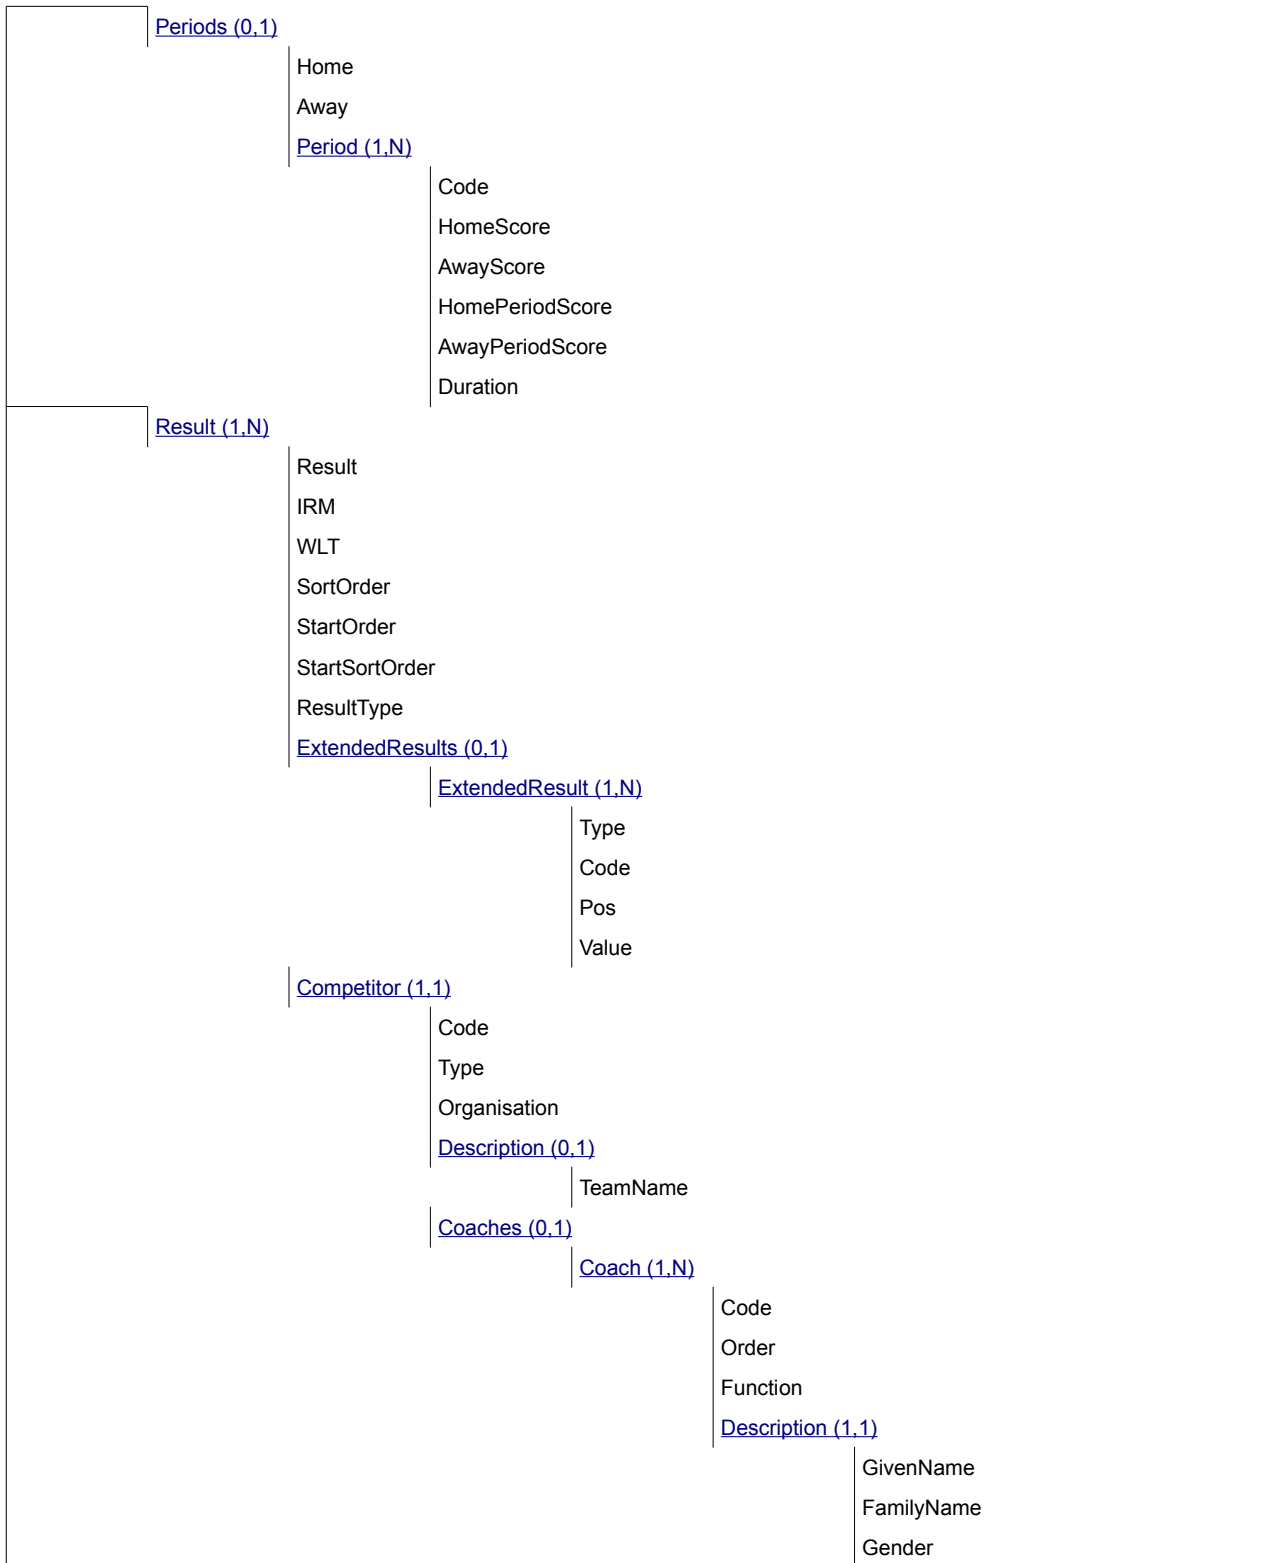 Periods (0,1)
Home
Away
Period (1,N)
Code
HomeScore
AwayScore
HomePeriodScore
AwayPeriodScore
Duration
Result (1,N)
Result
IRM
WLT
SortOrder
StartOrder
StartSortOrder
ResultType
ExtendedResults (0,1)
ExtendedResult (1,N)
Type
Code
Pos
Value
Competitor (1,1)
Code
Type
Organisation
Description (0,1)
TeamName
Coaches (0,1)
Coach (1,N)
Code
Order
Function
Description (1,1)
GivenName
FamilyName
Gender